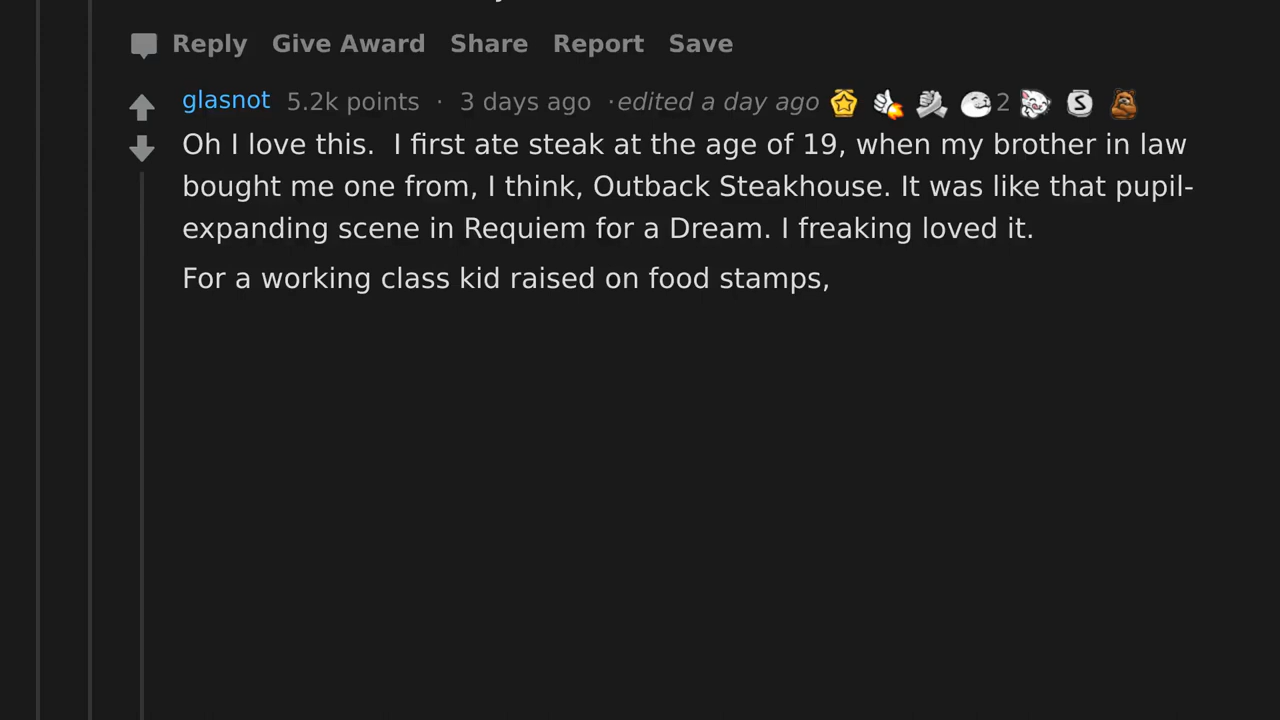 Reply Give Award Share Report Save
glasnot 5.2k points · 3 days ago ·edited a day ago 2
Oh I love this.  I first ate steak at the age of 19, when my brother in law
bought me one from, I think, Outback Steakhouse. It was like that pupil-
expanding scene in Requiem for a Dream. I freaking loved it.
For a working class kid raised on food stamps,